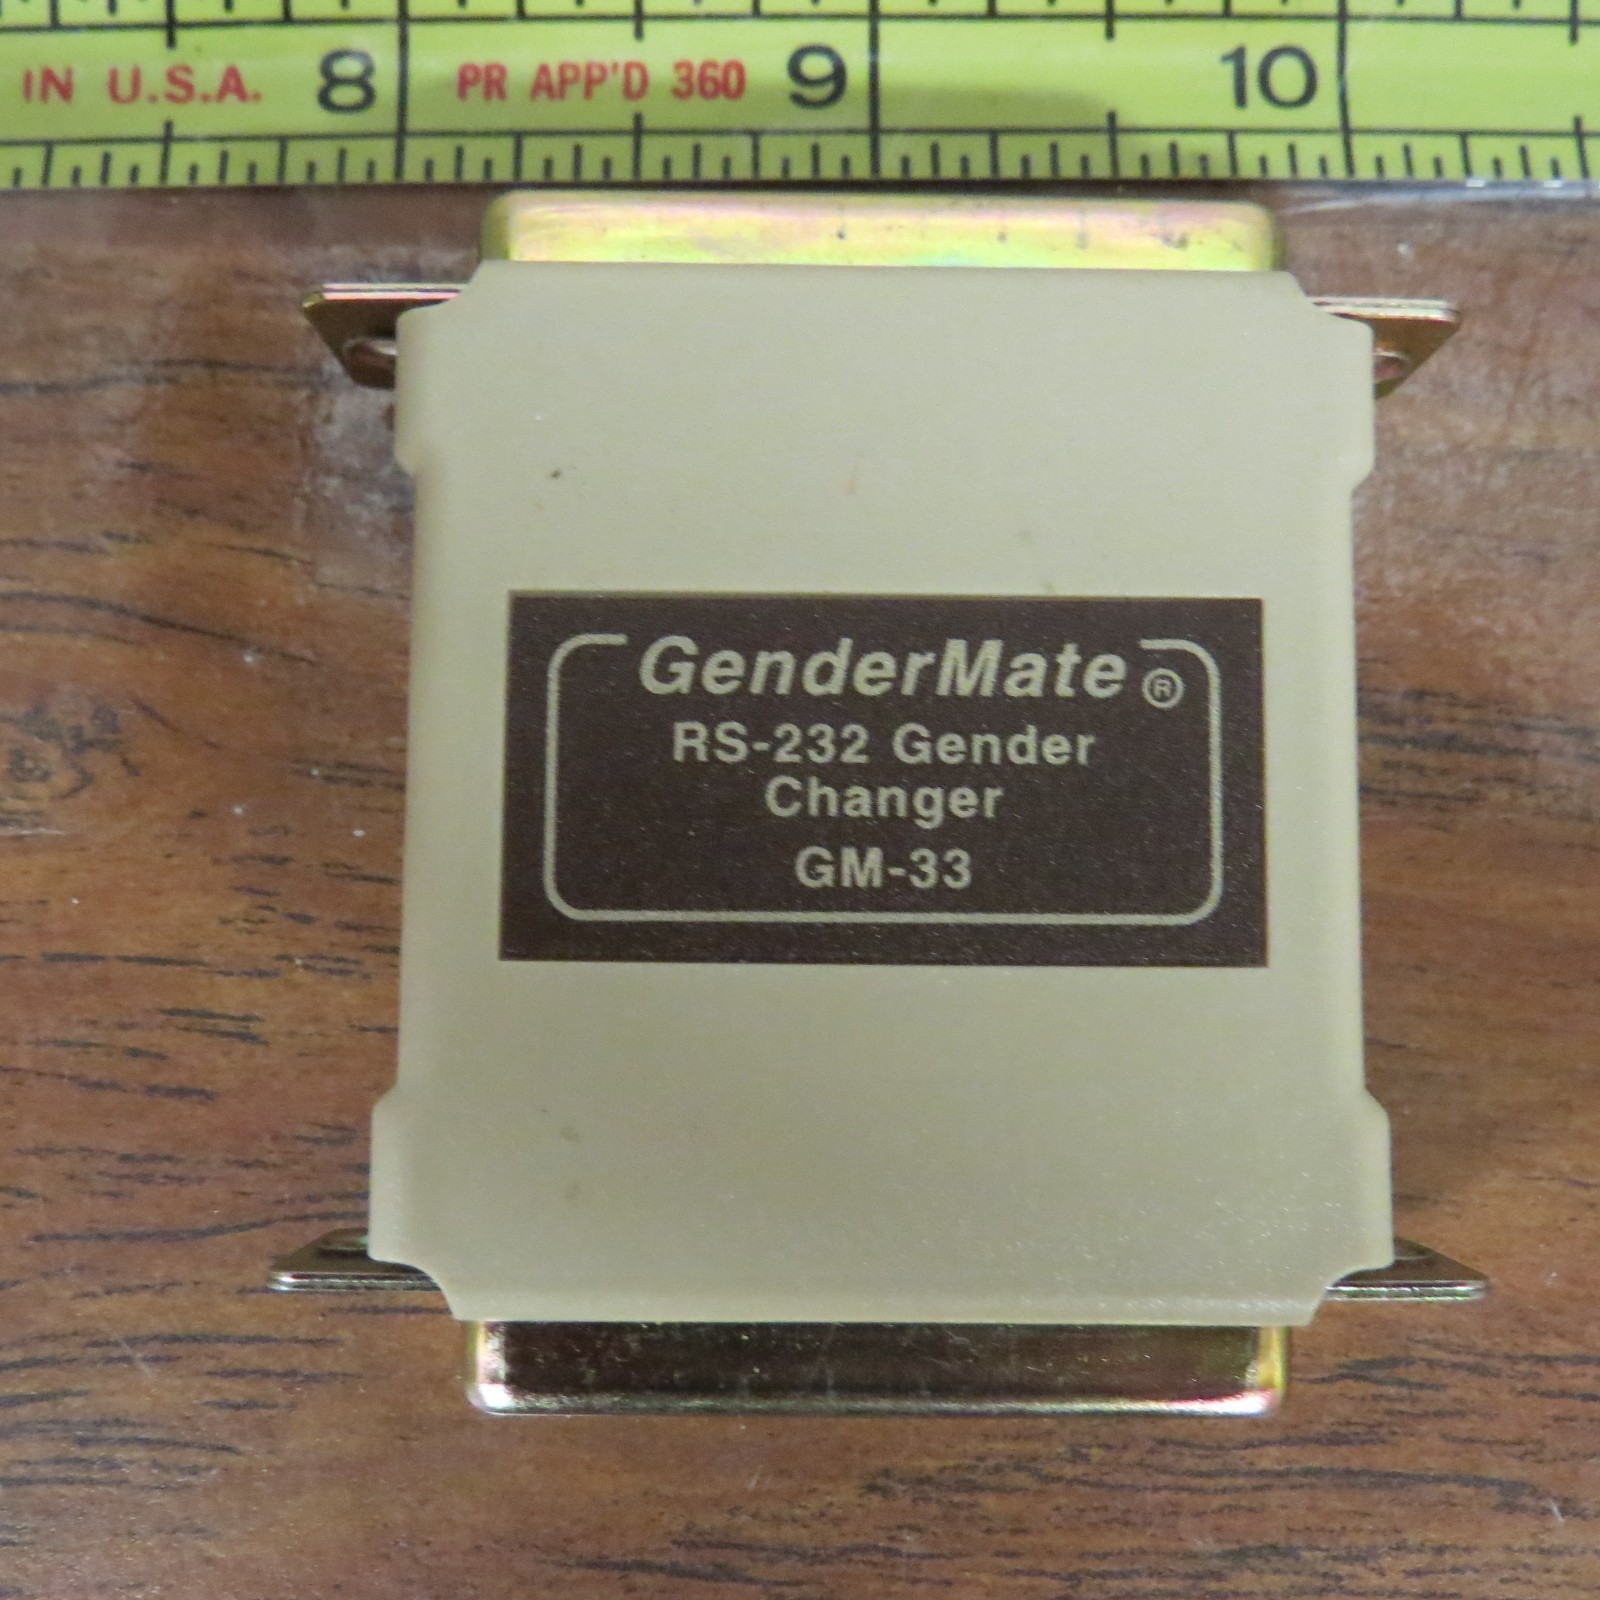 IN U.S.A. 8 PR APP'D 360 9 10
GenderMate ®
RS-232 Gender
Changer
GM-33